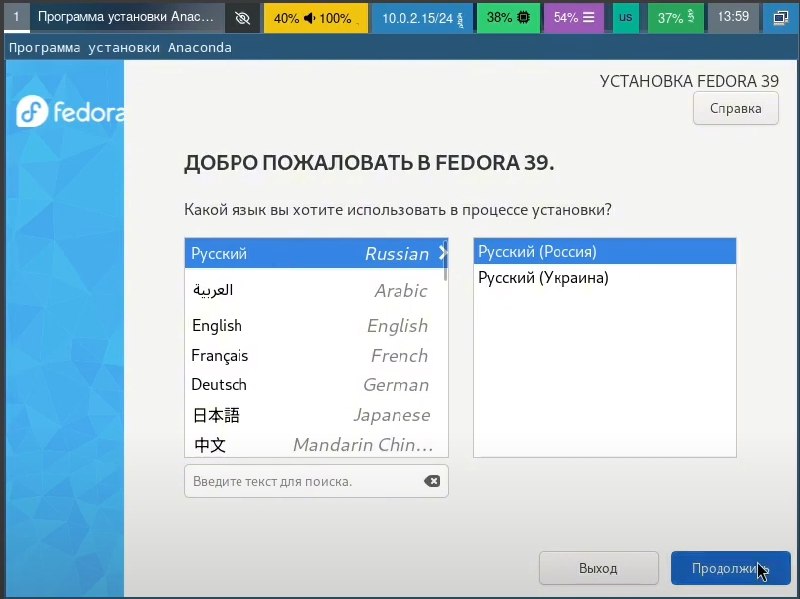 1 Программа установки Anac... 40% 100% 10.0.2.15/24 38% 54% us 37% 13:59
Программа установки Anaconda
fedora
УСТАНОВКА FEDORA 39
Справка
ДОБРО ПОЖАЛОВАТЬ В FEDORA 39.
Какой язык вы хотите использовать в процессе установки?
Русский Russian
العربية Arabic
English English
Français French
Deutsch German
日本語 Japanese
中文 Mandarin Chin...
Русский (Россия)
Русский (Украина)
Введите текст для поиска.
Выход
Продолжить